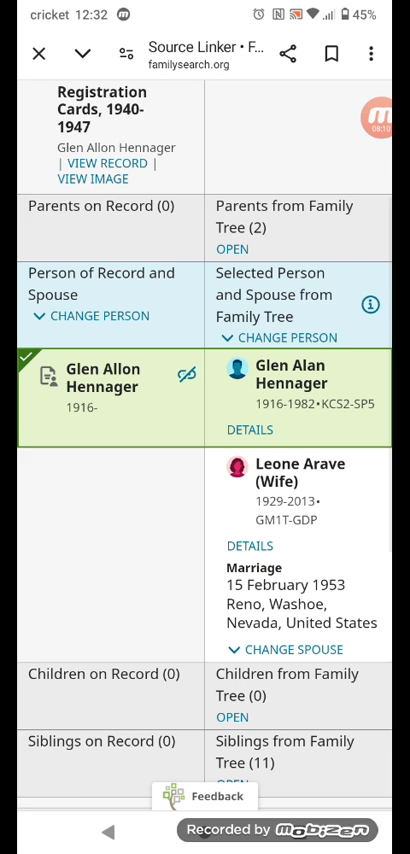 cricket 12:32
45%
Source Linker • F...
familysearch.org
08:10
Registration
Cards, 1940-
1947
Glen Allon Hennager
| VIEW RECORD |
VIEW IMAGE
Parents on Record (0)
Parents from Family
Tree (2)
OPEN
Person of Record and
Spouse
CHANGE PERSON
Selected Person
and Spouse from
Family Tree
CHANGE PERSON
Glen Allon
Hennager
1916-
Glen Alan
Hennager
1916-1982•KCS2-SP5
DETAILS
Leone Arave
(Wife)
1929-2013•
GM1T-GDP
DETAILS
Marriage
15 February 1953
Reno, Washoe,
Nevada, United States
CHANGE SPOUSE
Children on Record (0)
Children from Family
Tree (0)
OPEN
Siblings on Record (0)
Siblings from Family
Tree (11)
OPEN
Feedback
Recorded by mobizen